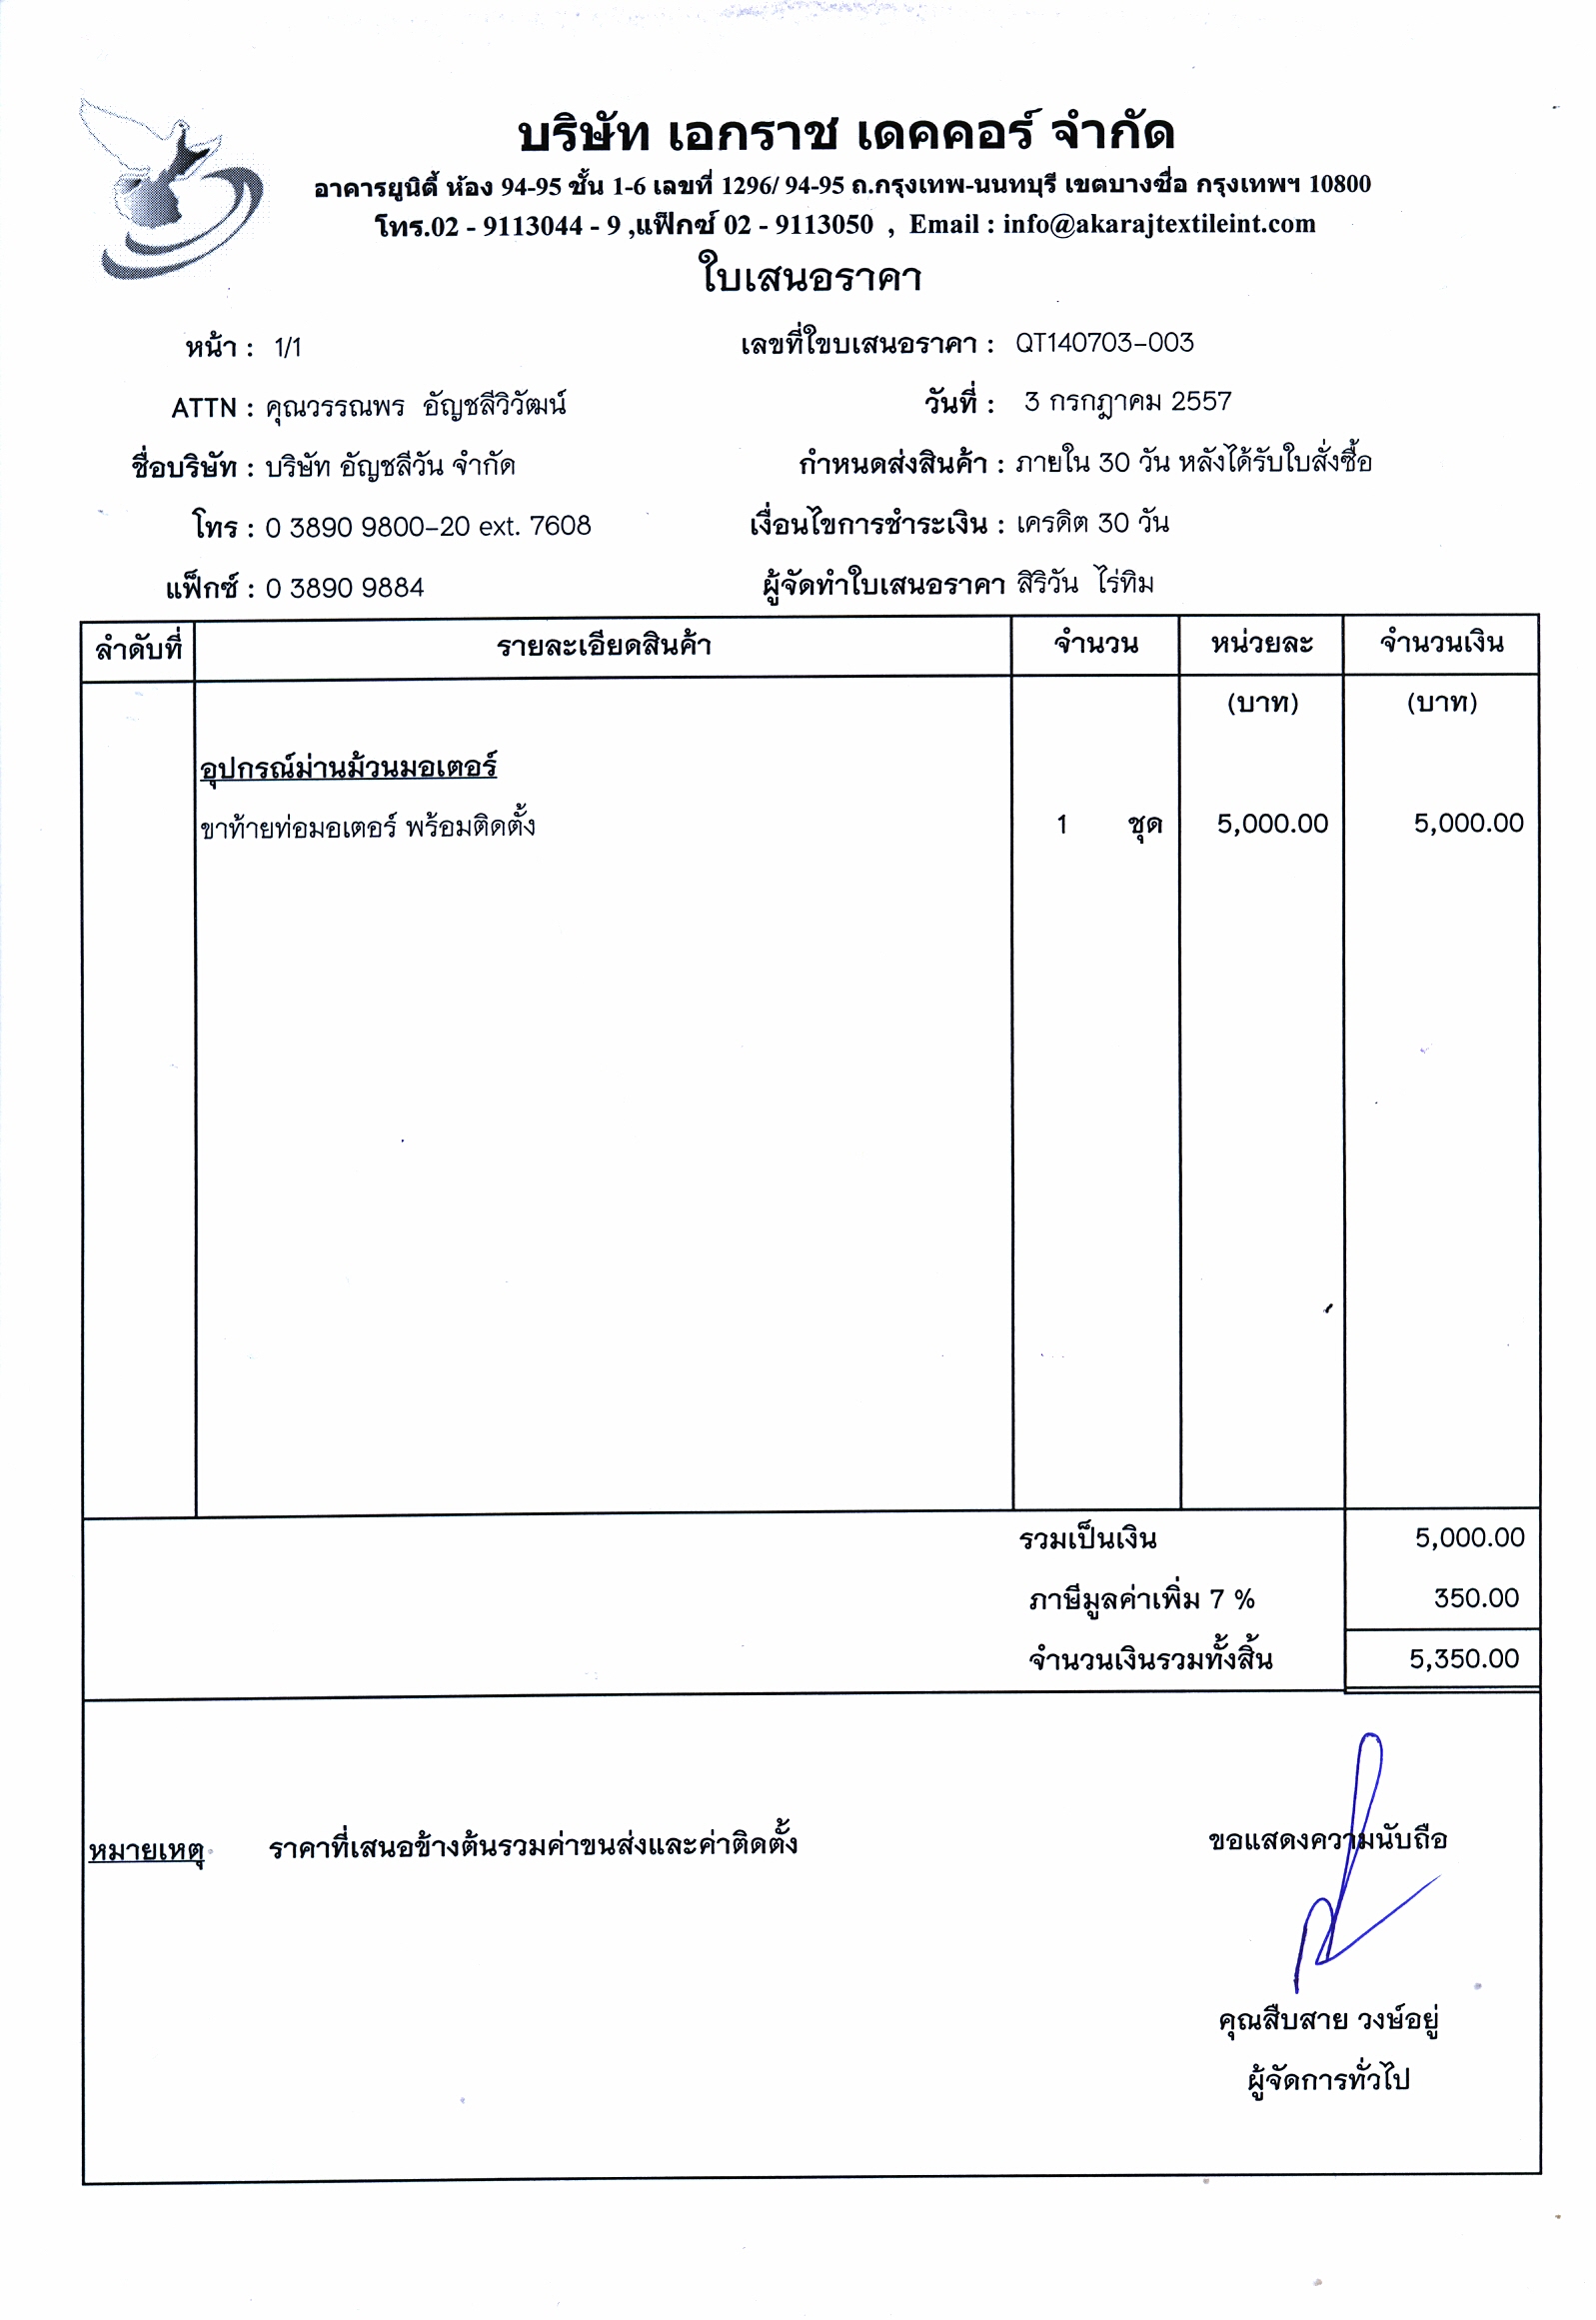 บริษัท เอกราช เดคคอร์ จำกัด
อาคารยูนิตี้ ห้อง 94-95 ชั้น 1-6 เลขที่ 1296/ 94-95 ถ.กรุงเทพ-นนทบุรี เขตบางซื่อ กรุงเทพฯ 10800
โทร.02 - 9113044 - 9 ,แฟ็กซ์ 02 - 9113050 , Email : info@akarajtextileint.com
ใบเสนอราคา
หน้า : 1/1 เลขที่ใขบเสนอราคา : QT140703-003
ATTN : คุณวรรณพร อัญชลีวิวัฒน์ วันที่ : 3 กรกฎาคม 2557
ชื่อบริษัท : บริษัท อัญชลีวัน จำกัด กำหนดส่งสินค้า : ภายใน 30 วัน หลังได้รับใบสั่งซื้อ
โทร : 0 3890 9800-20 ext. 7608 เงื่อนไขการชำระเงิน : เครดิต 30 วัน
แฟ็กซ์ : 0 3890 9884 ผู้จัดทำใบเสนอราคา สิริวัน ไร่ทิม
ลำดับที่ รายละเอียดสินค้า จำนวน หน่วยละ จำนวนเงิน
(บาท) (บาท)
อุปกรณ์ม่านม้วนมอเตอร์
ขาท้ายท่อมอเตอร์ พร้อมติดตั้ง 1 ชุด 5,000.00 5,000.00
รวมเป็นเงิน 5,000.00
ภาษีมูลค่าเพิ่ม 7 % 350.00
จำนวนเงินรวมทั้งสิ้น 5,350.00
หมายเหตุ ราคาที่เสนอข้างต้นรวมค่าขนส่งและค่าติดตั้ง ขอแสดงความนับถือ
คุณสืบสาย วงษ์อยู่
ผู้จัดการทั่วไป